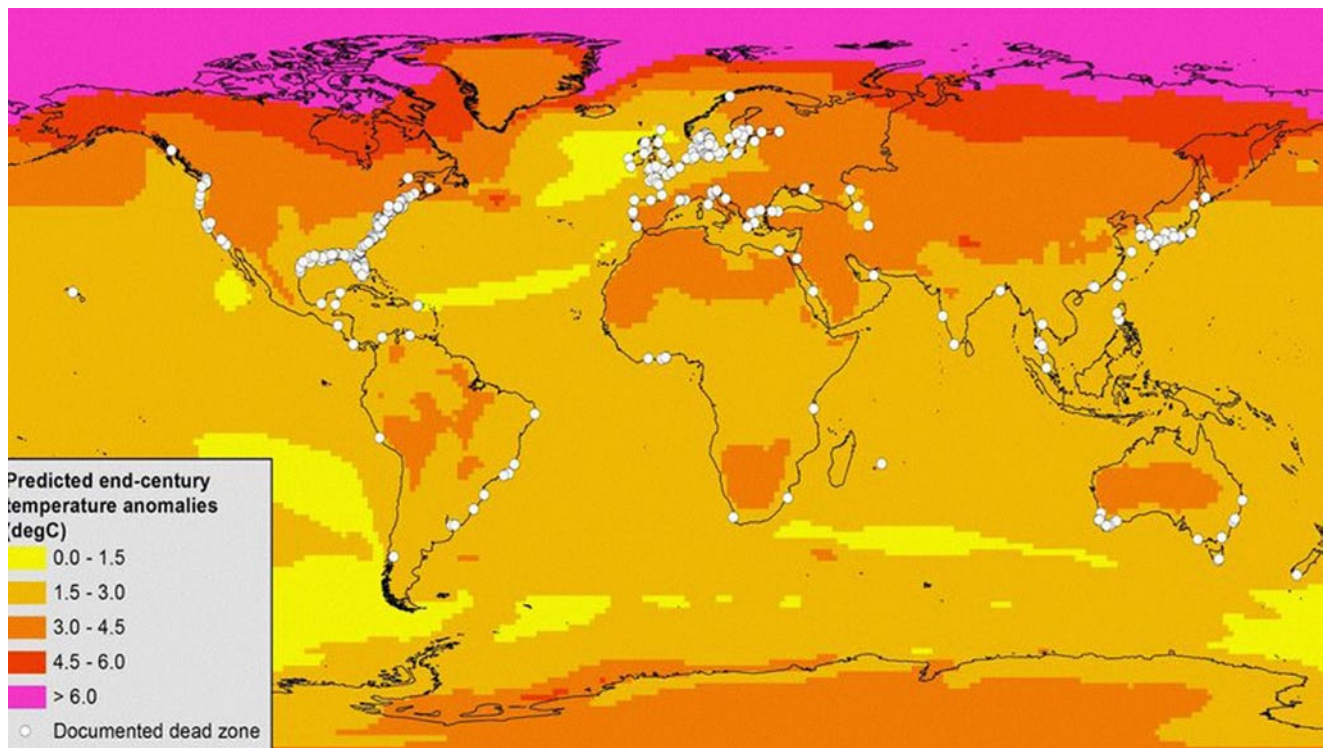 Predicted end-century
temperature anomalies
(degC)
0.0 - 1.5
1.5 - 3.0
3.0 - 4.5
4.5 - 6.0
> 6.0
Documented dead zone